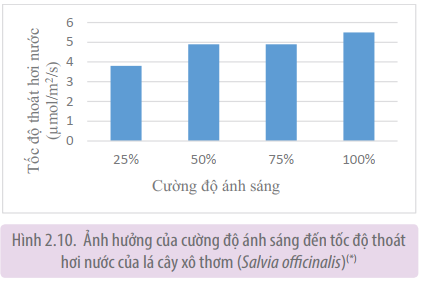 Tốc độ thoát hơi nước
(µmol/m²/s)
6
5
4
3
2
1
0
25% 50% 75% 100%
Cường độ ánh sáng
Hình 2.10. Ảnh hưởng của cường độ ánh sáng đến tốc độ thoát
hơi nước của lá cây xô thơm (Salvia officinalis)(*)